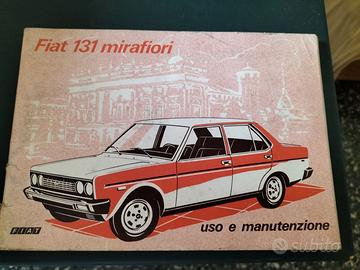 Fiat 131 mirafiori
uso e manutenzione
FIAT
subito